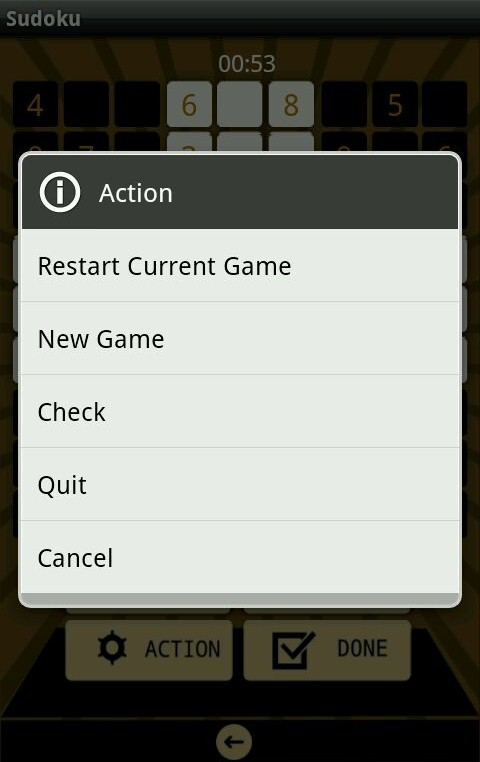 Sudoku
00:53
4 6 8 5
Action
Restart Current Game
New Game
Check
Quit
Cancel
ACTION DONE